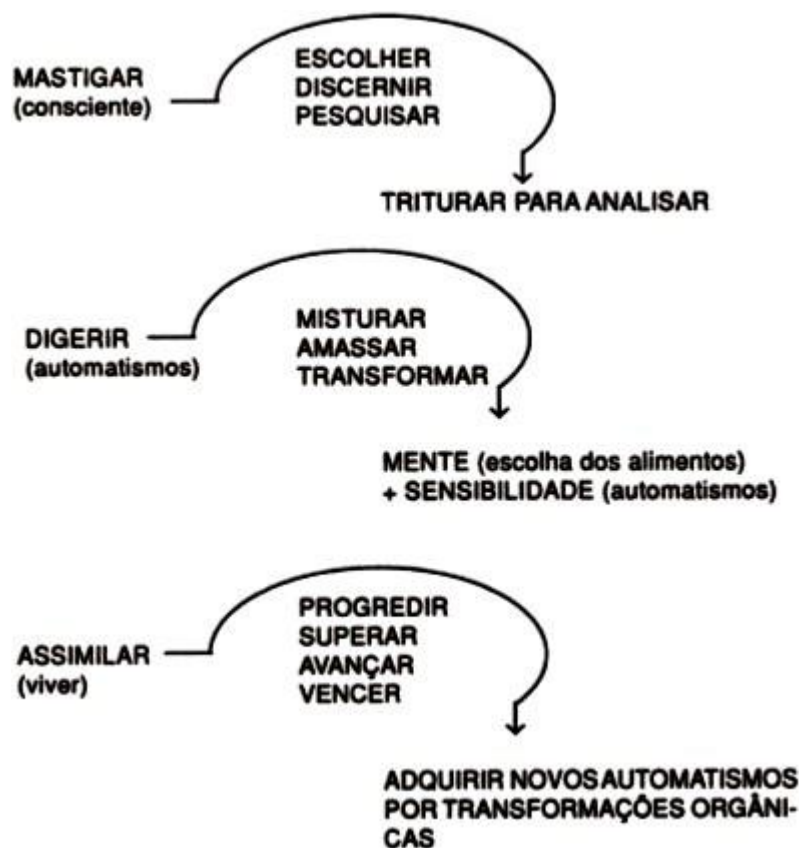 MASTIGAR
(consciente)
ESCOLHER
DISCERNIR
PESQUISAR
TRITURAR PARA ANALISAR
DIGERIR
(automatismos)
MISTURAR
AMASSAR
TRANSFORMAR
MENTE (escolha dos alimentos)
+ SENSIBILIDADE (automatismos)
ASSIMILAR
(viver)
PROGREDIR
SUPERAR
AVANÇAR
VENCER
ADQUIRIR NOVOS AUTOMATISMOS
POR TRANSFORMAÇÕES ORGÂNI-
CAS